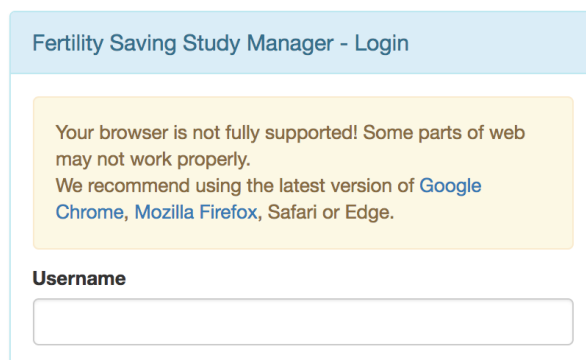 Fertility Saving Study Manager - Login
Your browser is not fully supported! Some parts of web
may not work properly.
We recommend using the latest version of Google
Chrome, Mozilla Firefox, Safari or Edge.
Username